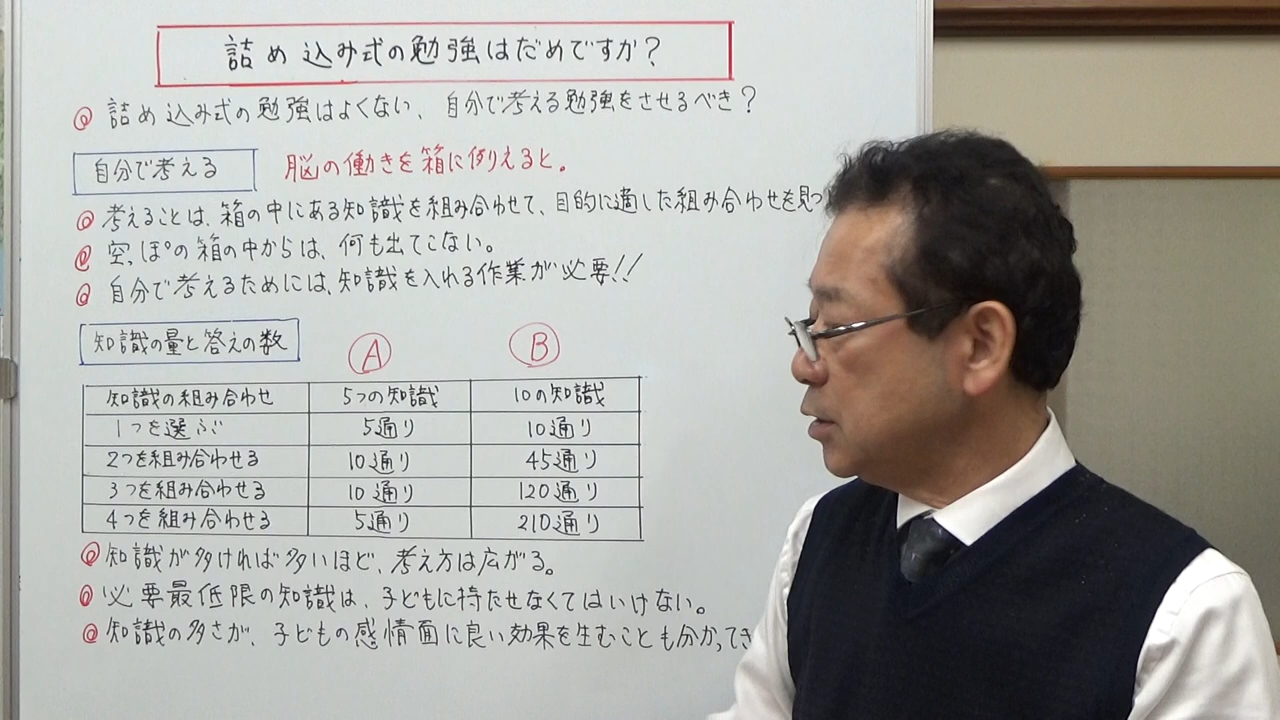 詰め込み式の勉強はだめですか?
◎ 詰め込み式の勉強はよくない、自分で考える勉強をさせるべき?
自分で考える 脳の働きを箱に例りえると。
◎ 考えることは、箱の中にある知識を組み合わせて、目的に適した組み合わせを見つ
◎ 空っぽの箱の中からは、何も出てこない。
◎ 自分で考えるためには、知識を入れる作業が必要!!
知識の量と答えの数 Ⓐ Ⓑ
知識の組み合わせ 5つの知識 10の知識
1つを選ぶ 5通り 10通り
2つを組み合わせる 10通り 45通り
3つを組み合わせる 10通り 120通り
4つを組み合わせる 5通り 210通り
◎ 知識が多ければ多いほど、考え方は広がる。
◎ 必要最低限の知識は、子どもに持たせなくてはいけない。
◎ 知識の多さが、子どもの感情面に良い効果を生むことも分かってき